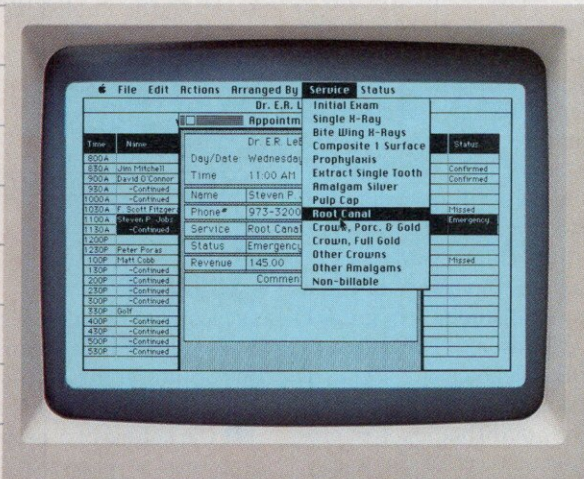 File Edit Actions Arranged By Service Status
Dr. E.R. L
Appointm
Time Name Status
Dr. E.R. LeB
Day/Date Wednesday
Time 11:00 AM
Name Steven P.
Phone# 973-3200
Service Root Canal
Status Emergency
Revenue 145.00
Commen
Initial Exam
Single X-Ray
Bite Wing X-Rays
Composite 1 Surface
Prophylaxis
Extract Single Tooth
Amalgam Silver
Pulp Cap
Root Canal
Crown, Porc. & Gold
Crown, Full Gold
Other Crowns
Other Amalgams
Non-billable
800A
830A Jim Mitchell Confirmed
900A David O'Connor Confirmed
930A -Continued
1000A -Continued
1030A F. Scott Fitzger Missed
1100A Steven P. Jobs Emergency
1130A -Continued
1200P
1230P Peter Poras
100P Matt Cobb Missed
130P -Continued
200P -Continued
230P -Continued
300P -Continued
330P Golf
400P -Continued
430P -Continued
500P -Continued
530P -Continued